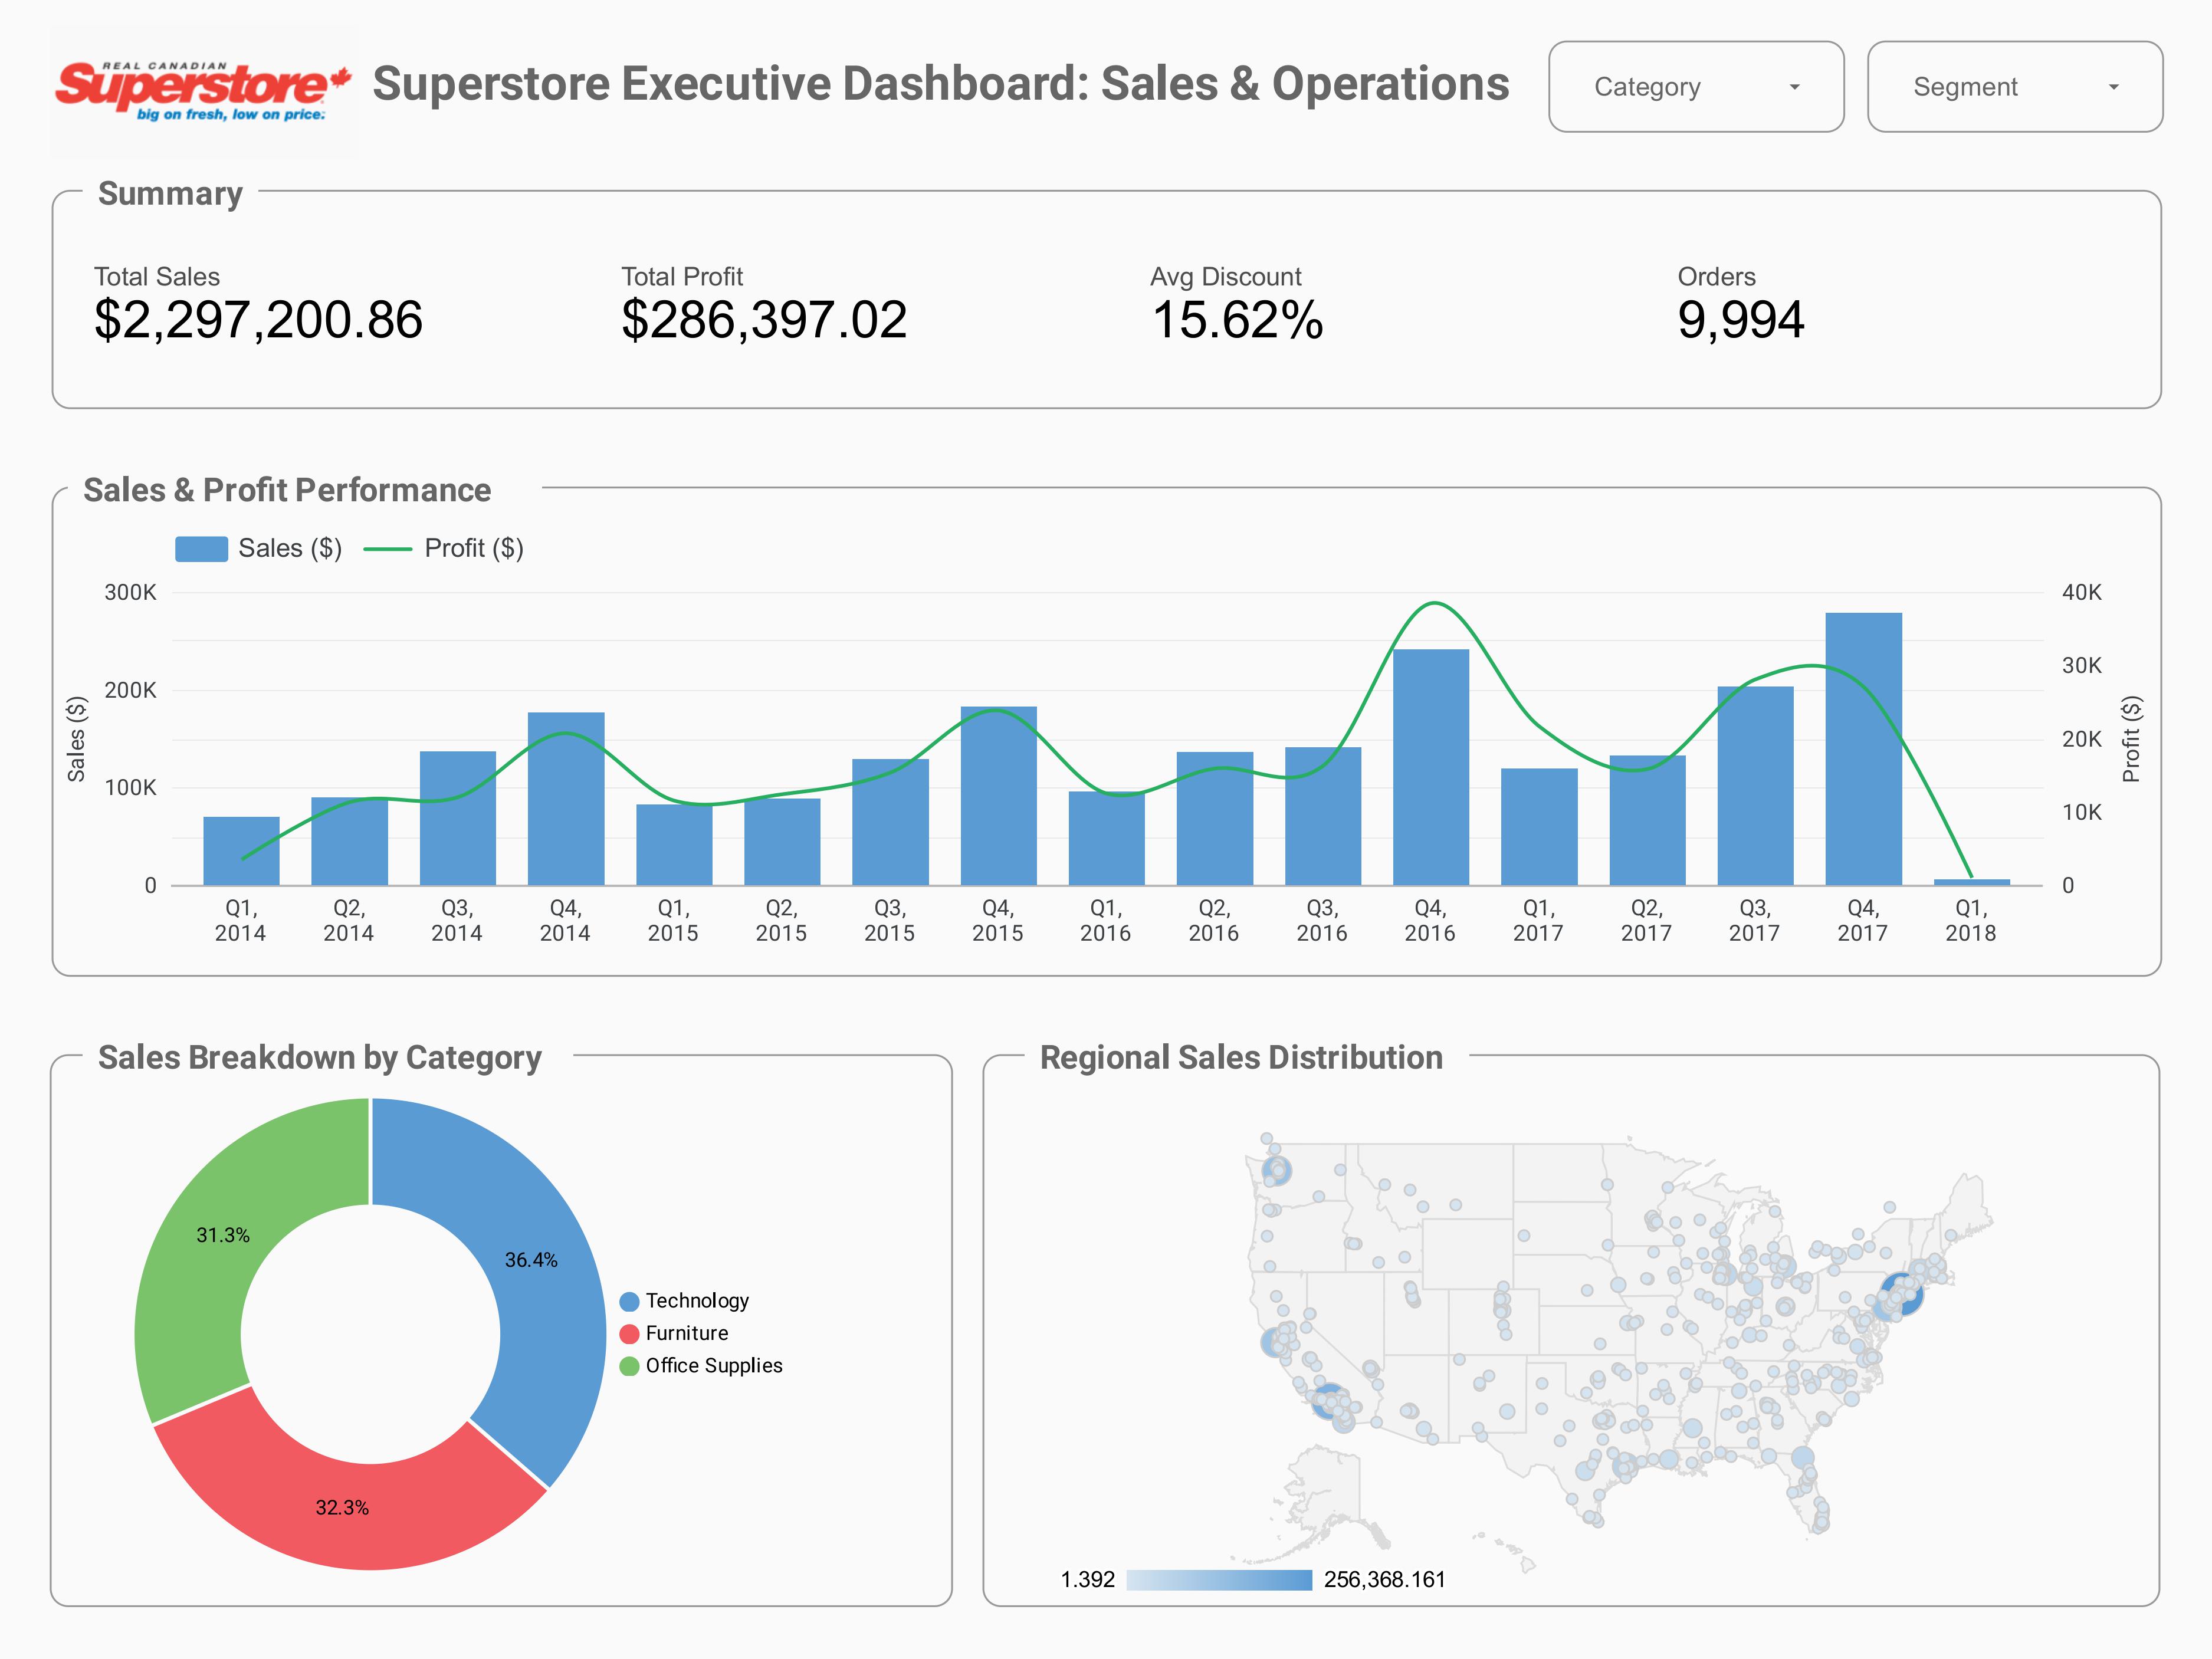 REAL CANADIAN
Superstore
big on fresh, low on price.
Superstore Executive Dashboard: Sales & Operations
Category
Segment
Summary
Total Sales
$2,297,200.86
Total Profit
$286,397.02
Avg Discount
15.62%
Orders
9,994
Sales & Profit Performance
Sales ($)
Profit ($)
300K
200K
100K
0
Sales ($)
40K
30K
20K
10K
0
Profit ($)
Q1, 2014
Q2, 2014
Q3, 2014
Q4, 2014
Q1, 2015
Q2, 2015
Q3, 2015
Q4, 2015
Q1, 2016
Q2, 2016
Q3, 2016
Q4, 2016
Q1, 2017
Q2, 2017
Q3, 2017
Q4, 2017
Q1, 2018
Sales Breakdown by Category
31.3%
36.4%
32.3%
Technology
Furniture
Office Supplies
Regional Sales Distribution
1.392
256,368.161